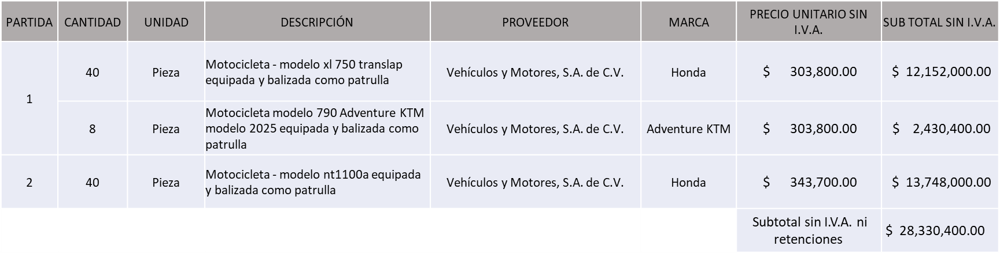 PARTIDA CANTIDAD UNIDAD DESCRIPCIÓN PROVEEDOR MARCA PRECIO UNITARIO SIN I.V.A. SUB TOTAL SIN I.V.A.
1
40 Pieza Motocicleta - modelo xl 750 translap
equipada y balizada como patrulla Vehículos y Motores, S.A. de C.V. Honda $ 303,800.00 $ 12,152,000.00
8 Pieza Motocicleta modelo 790 Adventure KTM
modelo 2025 equipada y balizada como
patrulla Vehículos y Motores, S.A. de C.V. Adventure KTM $ 303,800.00 $ 2,430,400.00
2 40 Pieza Motocicleta - modelo nt1100a equipada
y balizada como patrulla Vehículos y Motores, S.A. de C.V. Honda $ 343,700.00 $ 13,748,000.00
Subtotal sin I.V.A. ni
retenciones $ 28,330,400.00